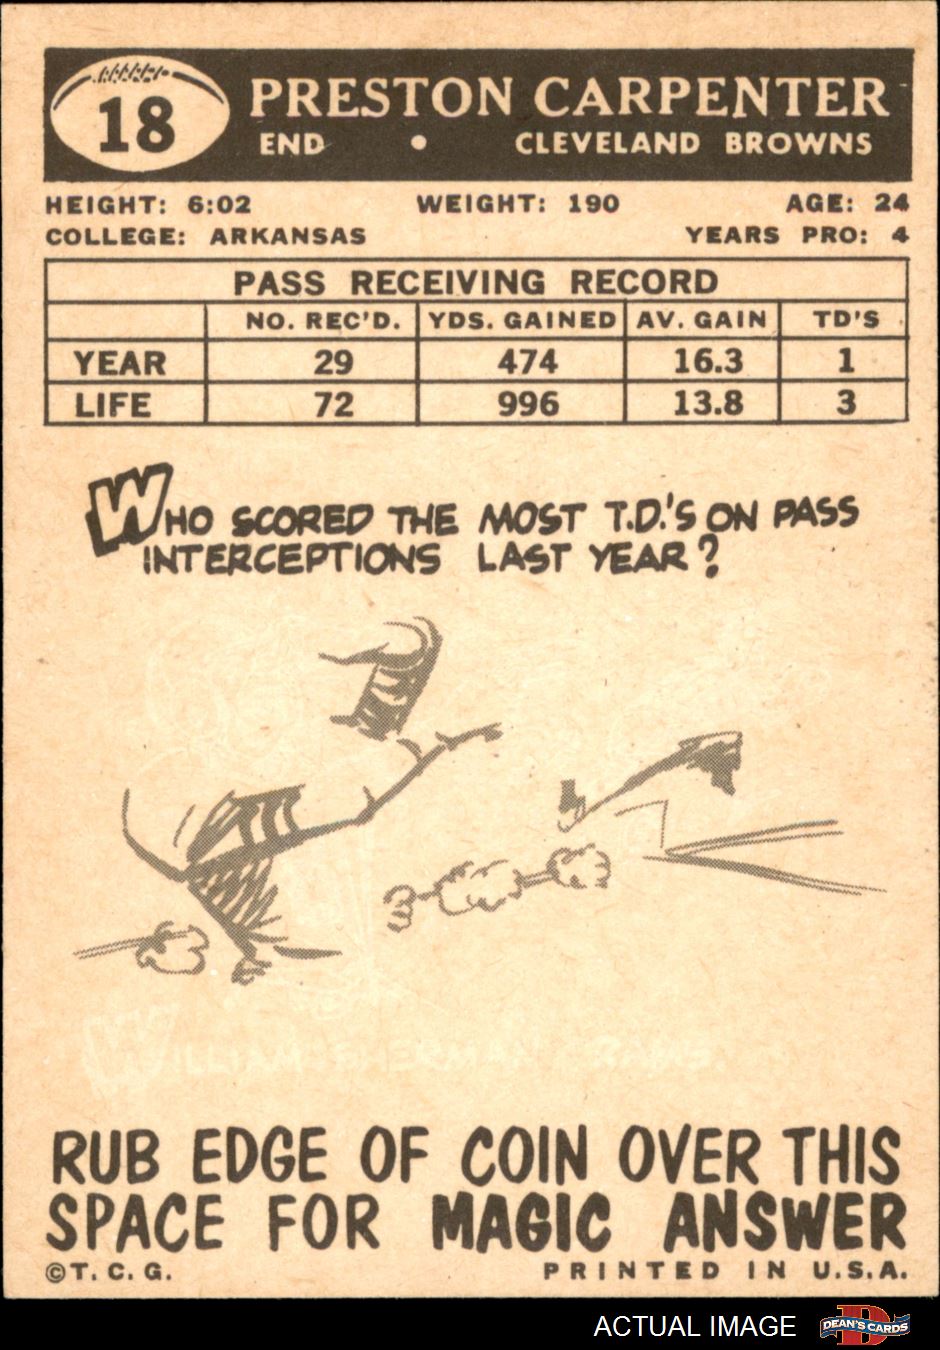 18
PRESTON CARPENTER
END • CLEVELAND BROWNS
HEIGHT: 6:02 WEIGHT: 190 AGE: 24
COLLEGE: ARKANSAS YEARS PRO: 4
PASS RECEIVING RECORD
NO. REC'D. YDS. GAINED AV. GAIN TD'S
YEAR 29 474 16.3 1
LIFE 72 996 13.8 3
WHO SCORED THE MOST T.D.'S ON PASS
INTERCEPTIONS LAST YEAR?
WILLIAM SHERMAN RAMS.
RUB EDGE OF COIN OVER THIS
SPACE FOR MAGIC ANSWER
©T. C. G. PRINTED IN U.S.A.
ACTUAL IMAGE DEAN'S CARDS